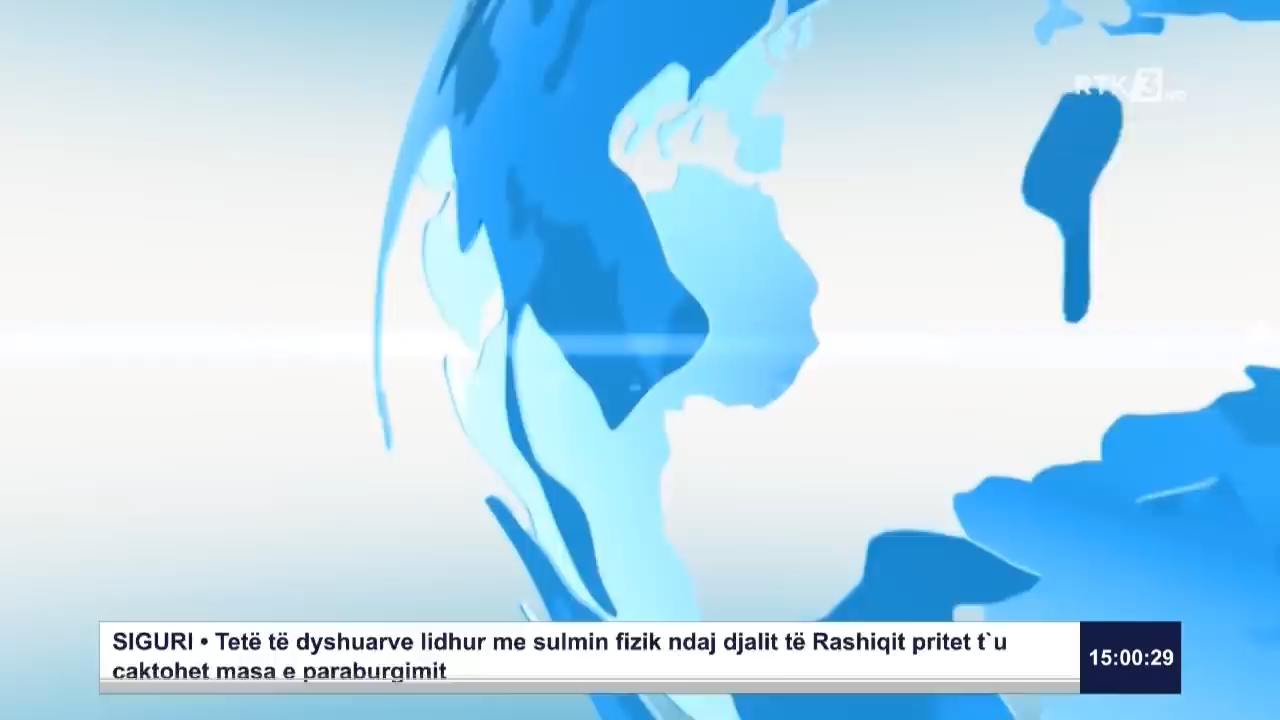 RTK 3 HD
SIGURI • Tetë të dyshuarve lidhur me sulmin fizik ndaj djalit të Rashiqit pritet t`u
caktohet masa e paraburgimit
15:00:29